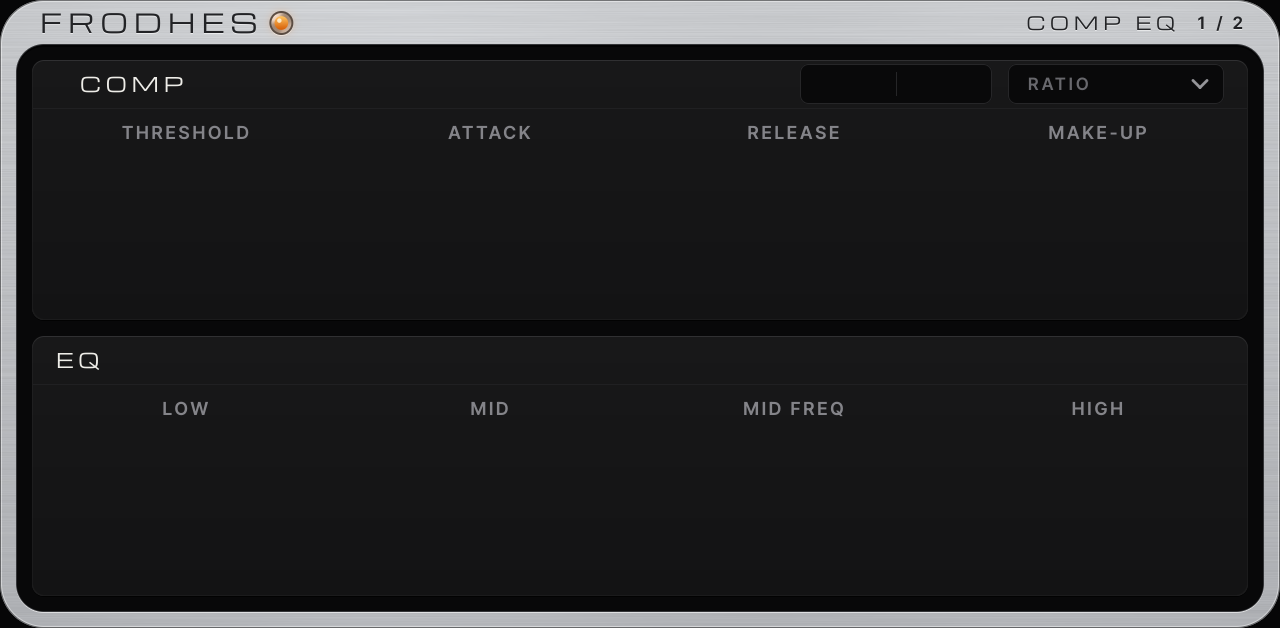 FRODHES
COMP EQ 1 / 2
COMP
RATIO
THRESHOLD ATTACK RELEASE MAKE-UP
EQ
LOW MID MID FREQ HIGH